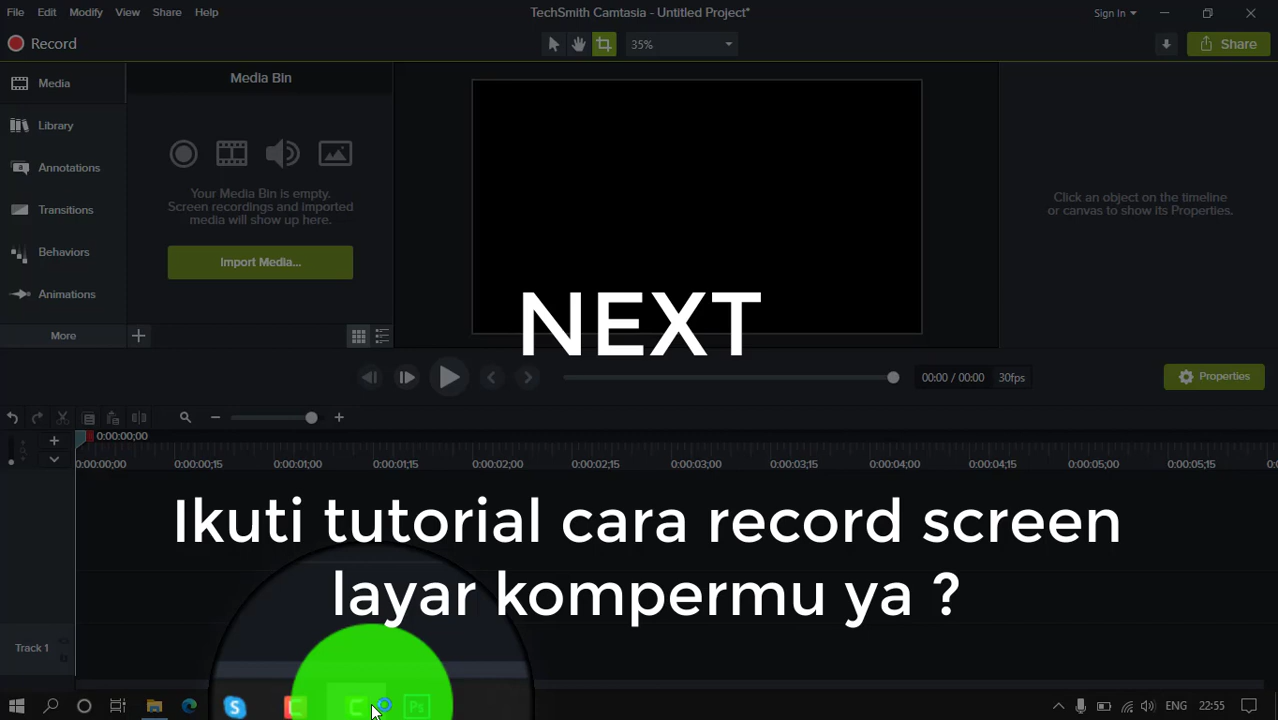 File Edit Modify View Share Help
TechSmith Camtasia - Untitled Project*
Sign In
Record
35%
Share
Media
Library
Annotations
Transitions
Behaviors
Animations
More
Media Bin
Your Media Bin is empty.
Screen recordings and imported
media will show up here.
Import Media...
Click an object on the timeline
or canvas to show its Properties.
NEXT
00:00 / 00:00 30fps
Properties
0:00:00;00
0:00:00;00 0:00:00;15 0:00:01;00 0:00:01;15 0:00:02;00 0:00:02;15 0:00:03;00 0:00:03;15 0:00:04;00 0:00:04;15 0:00:05;00 0:00:05;15
Ikuti tutorial cara record screen
layar kompermu ya ?
Track 1
S C C Ps
ENG 22:55